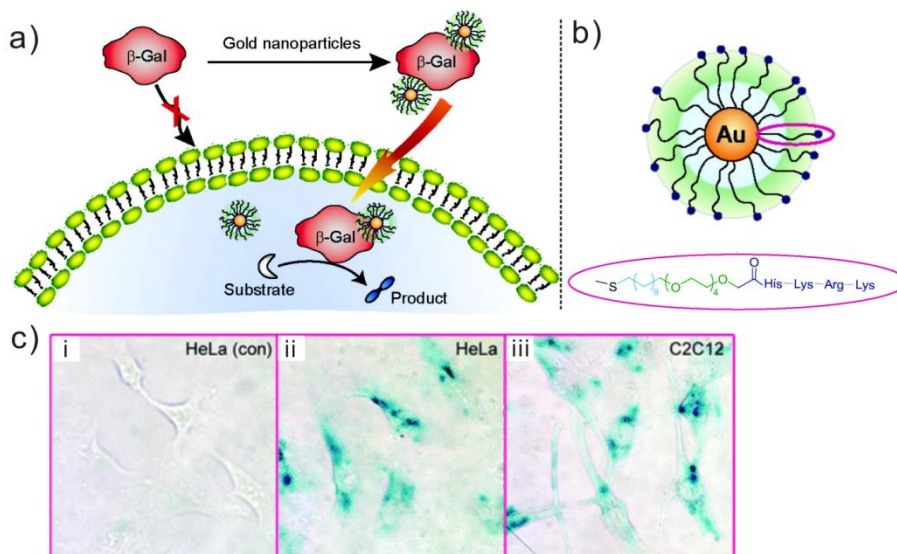 a)
β-Gal
Gold nanoparticles
β-Gal
β-Gal
Substrate
Product
b)
Au
S
9
O
O
4
O
O
His-Lys-Arg-Lys
c)
i
HeLa (con)
ii
HeLa
iii
C2C12